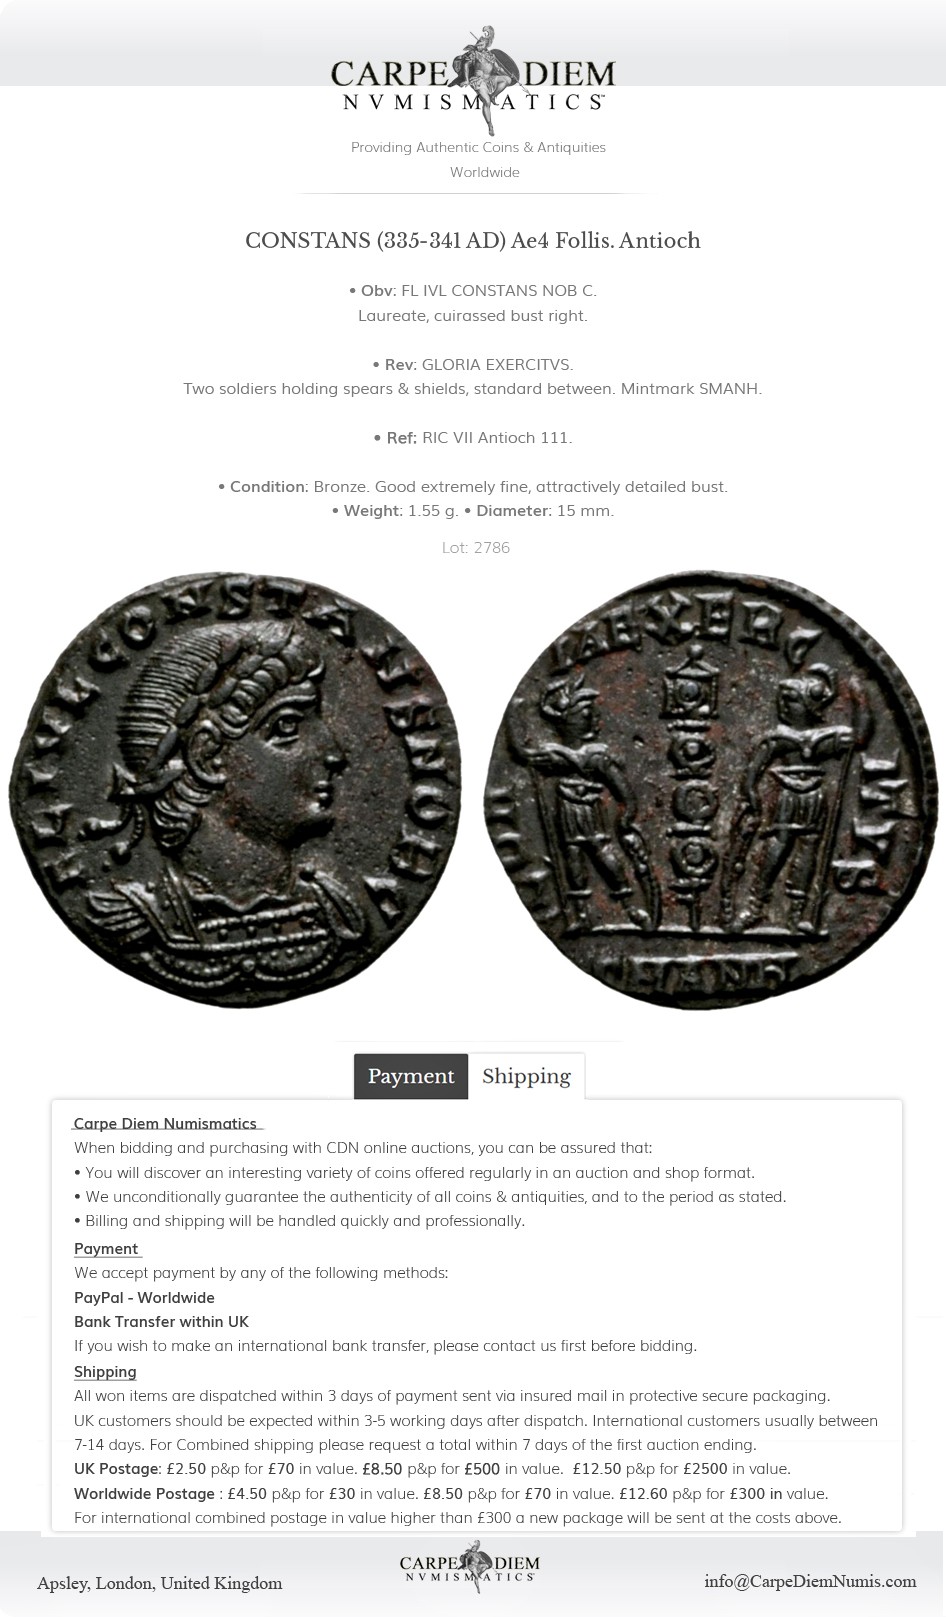 CARPE DIEM
NVMISMATICS™
Providing Authentic Coins & Antiquities
Worldwide
CONSTANS (335-341 AD) Ae4 Follis. Antioch
• Obv: FL IVL CONSTANS NOB C.
Laureate, cuirassed bust right.
• Rev: GLORIA EXERCITVS.
Two soldiers holding spears & shields, standard between. Mintmark SMANH.
• Ref: RIC VII Antioch 111.
• Condition: Bronze. Good extremely fine, attractively detailed bust.
• Weight: 1.55 g. • Diameter: 15 mm.
Lot: 2786
Payment Shipping
Carpe Diem Numismatics
When bidding and purchasing with CDN online auctions, you can be assured that:
• You will discover an interesting variety of coins offered regularly in an auction and shop format.
• We unconditionally guarantee the authenticity of all coins & antiquities, and to the period as stated.
• Billing and shipping will be handled quickly and professionally.
Payment
We accept payment by any of the following methods:
PayPal - Worldwide
Bank Transfer within UK
If you wish to make an international bank transfer, please contact us first before bidding.
Shipping
All won items are dispatched within 3 days of payment sent via insured mail in protective secure packaging.
UK customers should be expected within 3-5 working days after dispatch. International customers usually between
7-14 days. For Combined shipping please request a total within 7 days of the first auction ending.
UK Postage: £2.50 p&p for £70 in value. £8.50 p&p for £500 in value. £12.50 p&p for £2500 in value.
Worldwide Postage : £4.50 p&p for £30 in value. £8.50 p&p for £70 in value. £12.60 p&p for £300 in value.
For international combined postage in value higher than £300 a new package will be sent at the costs above.
CARPE DIEM
NVMISMATICS
Apsley, London, United Kingdom
info@CarpeDiemNumis.com